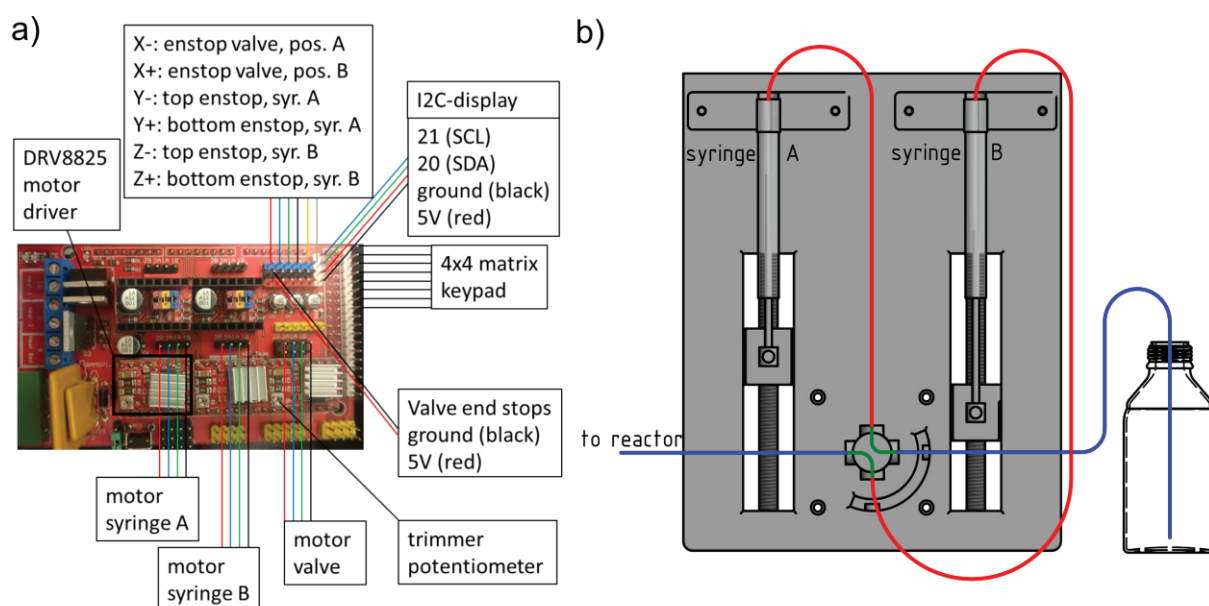 a)
X-: enstop valve, pos. A
X+: enstop valve, pos. B
Y-: top enstop, syr. A
Y+: bottom enstop, syr. A
Z-: top enstop, syr. B
Z+: bottom enstop, syr. B
I2C-display
21 (SCL)
20 (SDA)
ground (black)
5V (red)
DRV8825
motor
driver
4x4 matrix
keypad
Valve end stops
ground (black)
5V (red)
motor
syringe A
motor
syringe B
motor
valve
trimmer
potentiometer
b)
syringe A
syringe B
to reactor